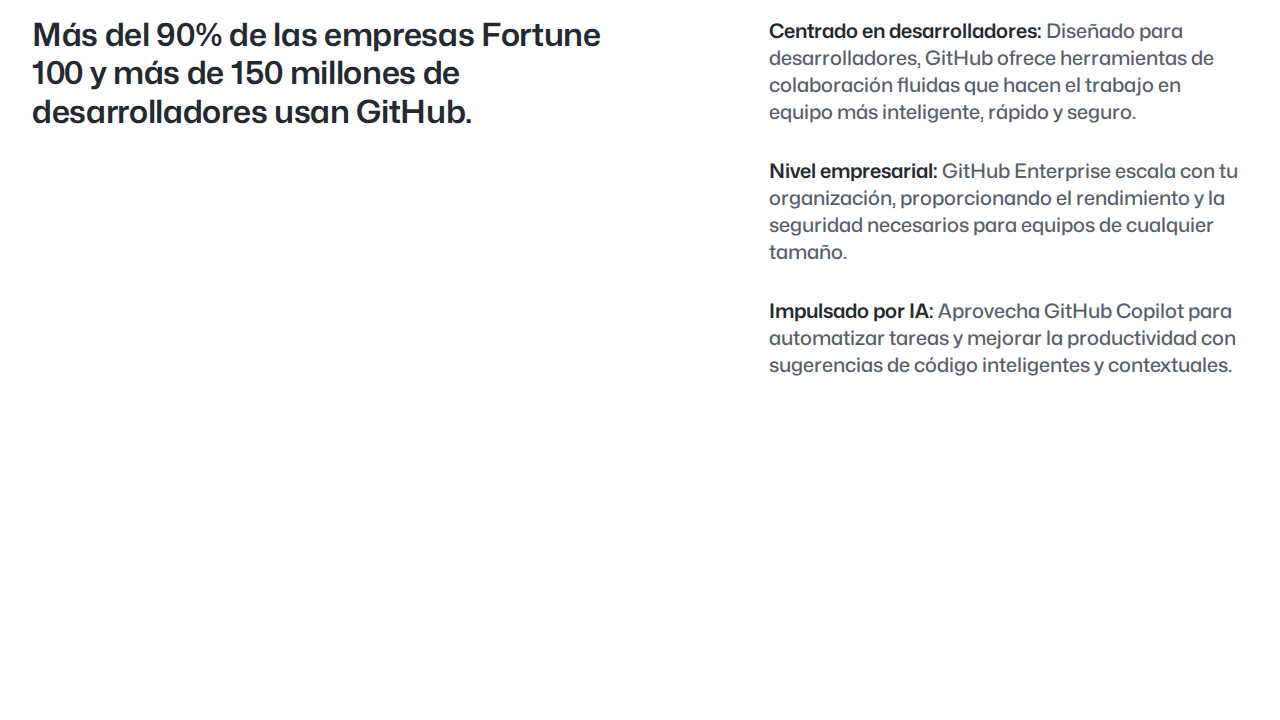 Más del 90% de las empresas Fortune
100 y más de 150 millones de
desarrolladores usan GitHub.
Centrado en desarrolladores: Diseñado para
desarrolladores, GitHub ofrece herramientas de
colaboración fluidas que hacen el trabajo en
equipo más inteligente, rápido y seguro.
Nivel empresarial: GitHub Enterprise escala con tu
organización, proporcionando el rendimiento y la
seguridad necesarios para equipos de cualquier
tamaño.
Impulsado por IA: Aprovecha GitHub Copilot para
automatizar tareas y mejorar la productividad con
sugerencias de código inteligentes y contextuales.